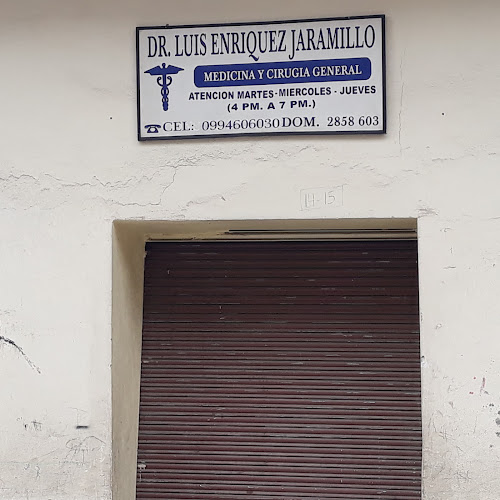 DR. LUIS ENRIQUEZ JARAMILLO
MEDICINA Y CIRUGIA GENERAL
ATENCION MARTES - MIERCOLES - JUEVES
(4 PM. A 7 PM.)
☎CEL: 0994606030 DOM. 2858 603
14-15